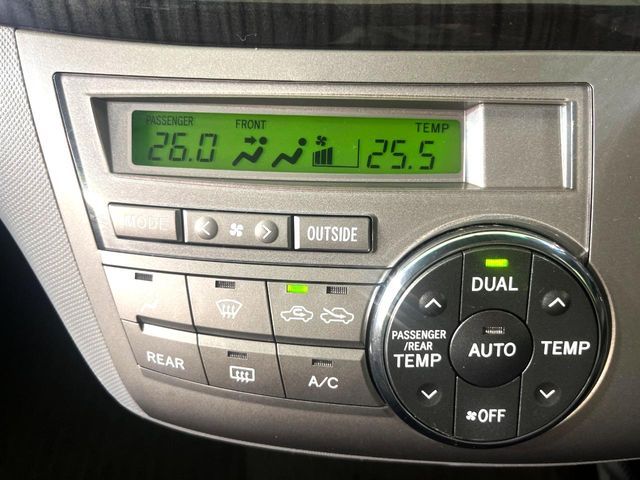 PASSENGER FRONT TEMP
26.0 25.5
MODE
OUTSIDE
DUAL
PASSENGER
/REAR
TEMP
AUTO
TEMP
REAR
A/C
OFF